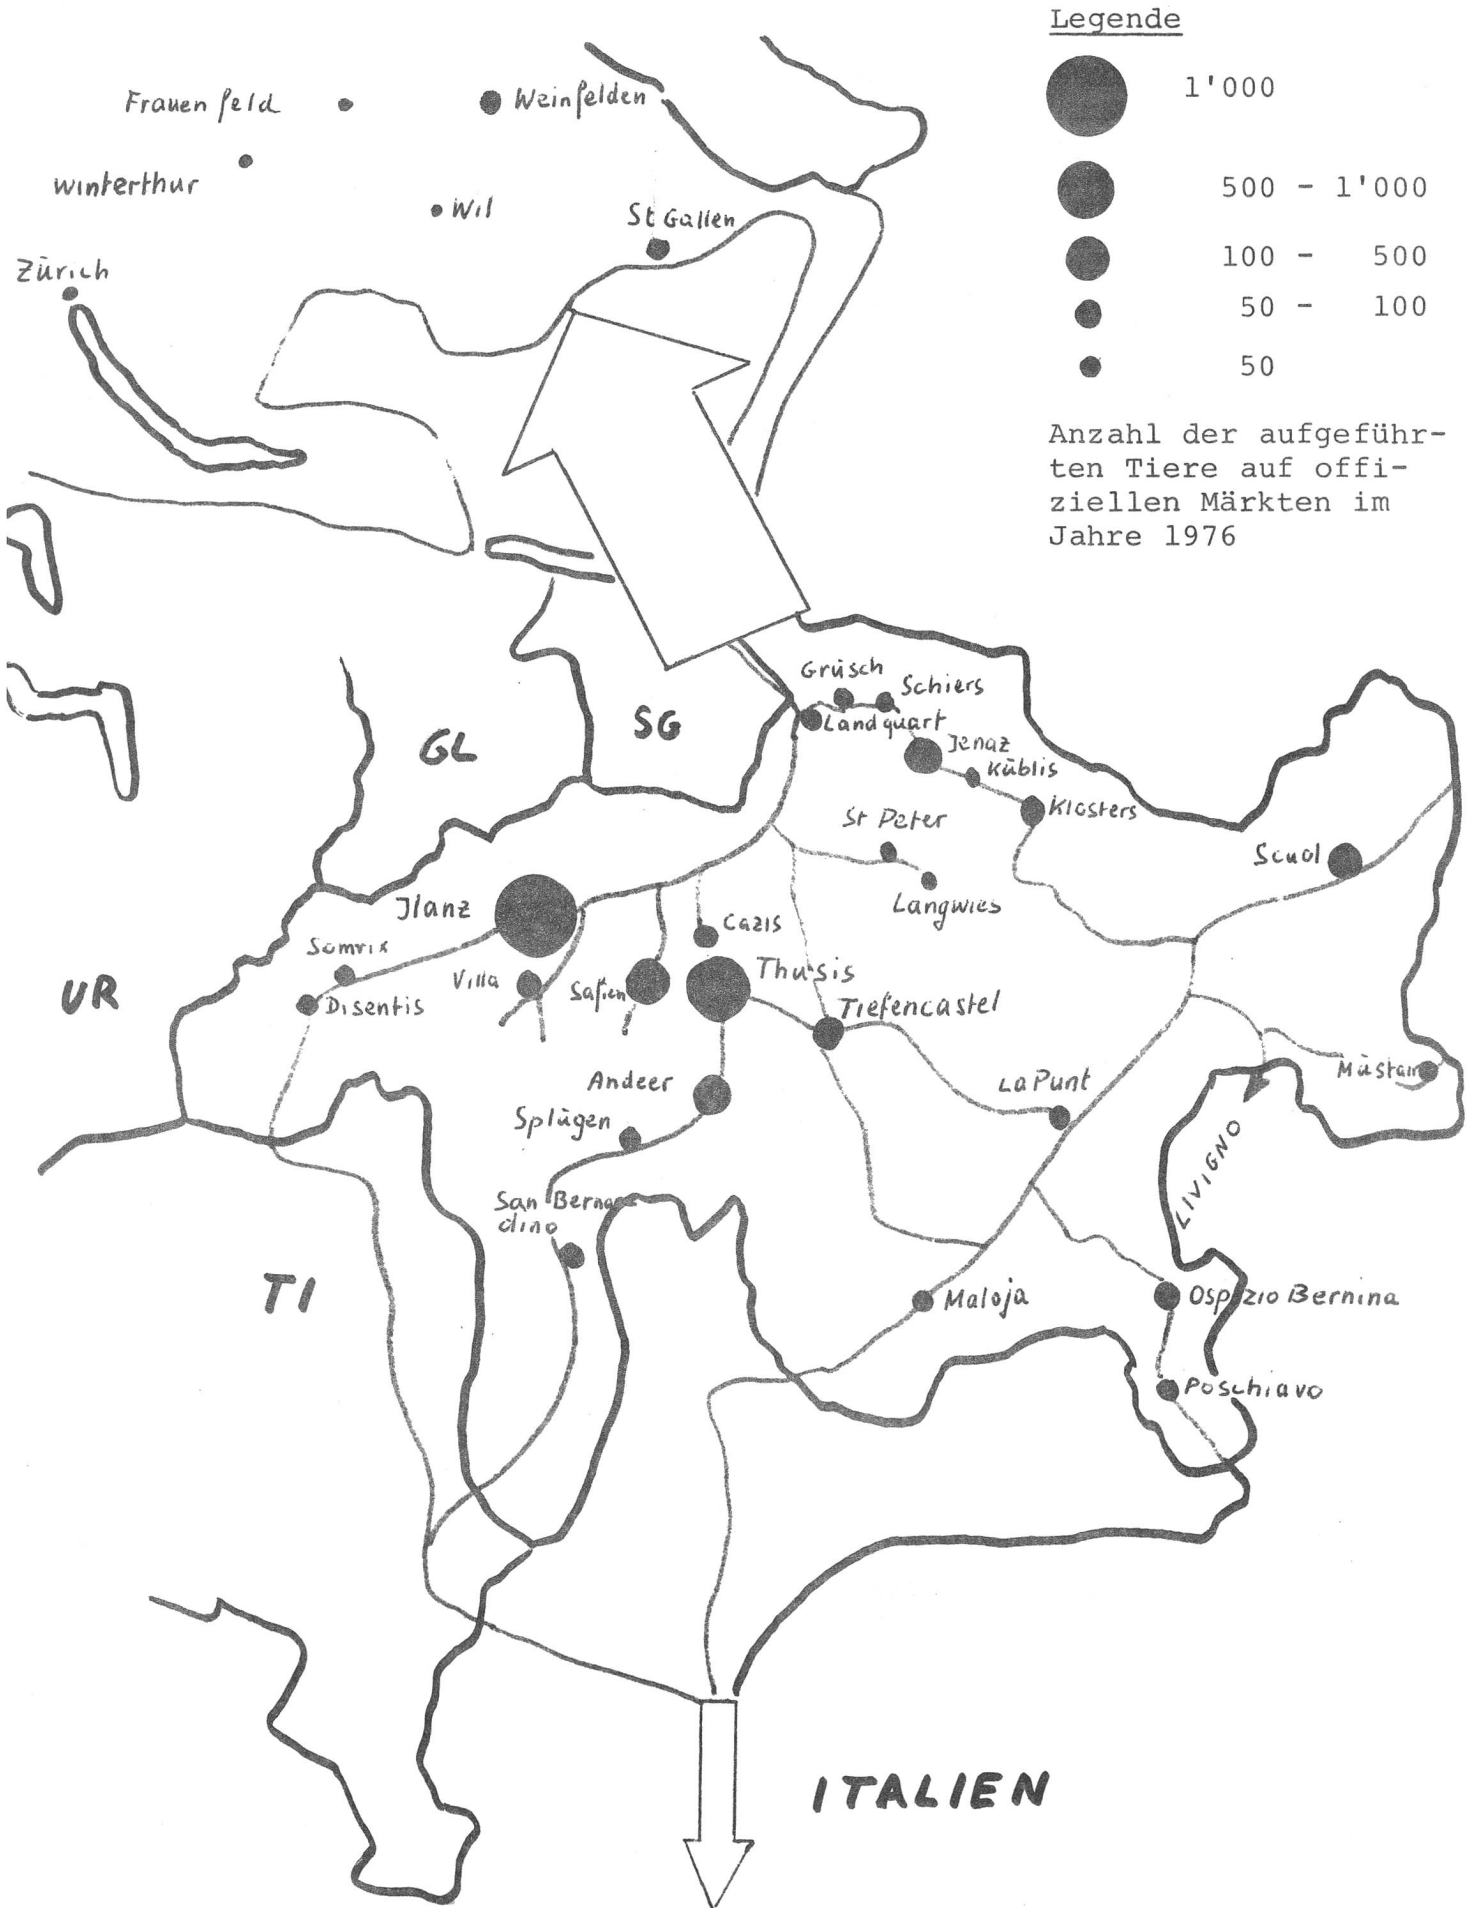 Legende
1'000
500 - 1'000
100 - 500
50 - 100
50
Anzahl der aufgeführ-
ten Tiere auf offi-
ziellen Märkten im
Jahre 1976
Frauenfeld
Weinfelden
Winterthur
Wil
St Gallen
Zürich
Grüsch
Schiers
Landquart
SG
GL
Jenaz
Küblis
Klosters
St Peter
Scuol
Langwies
Jlanz
Cazis
Somvix
Villa
Safien
Thusis
UR
Disentis
Tiefencastel
Andeer
La Punt
Müstair
Splügen
LIVIGNO
San Bernar
dino
TI
Maloja
Ospizio Bernina
Poschiavo
ITALIEN